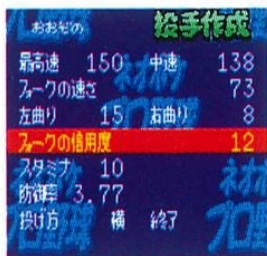 おおぞの 投手作成
最高速 150 中速 138
フォークの速さ 73
左曲り 15 右曲り 8
フォークの信用度 12
スタミナ 10
防御率 3.77
投げ方 横 終了